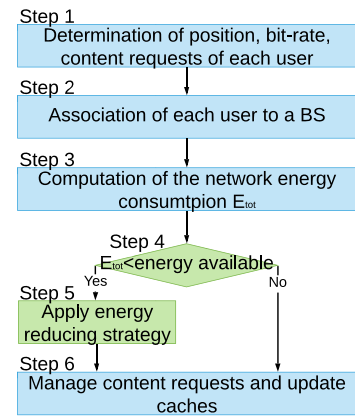 Step 1
Determination of position, bit-rate,
content requests of each user
Step 2
Association of each user to a BS
Step 3
Computation of the network energy
consumtpion Etot
Step 4
Etot<energy available
Yes
No
Step 5
Apply energy
reducing strategy
Step 6
Manage content requests and update
caches